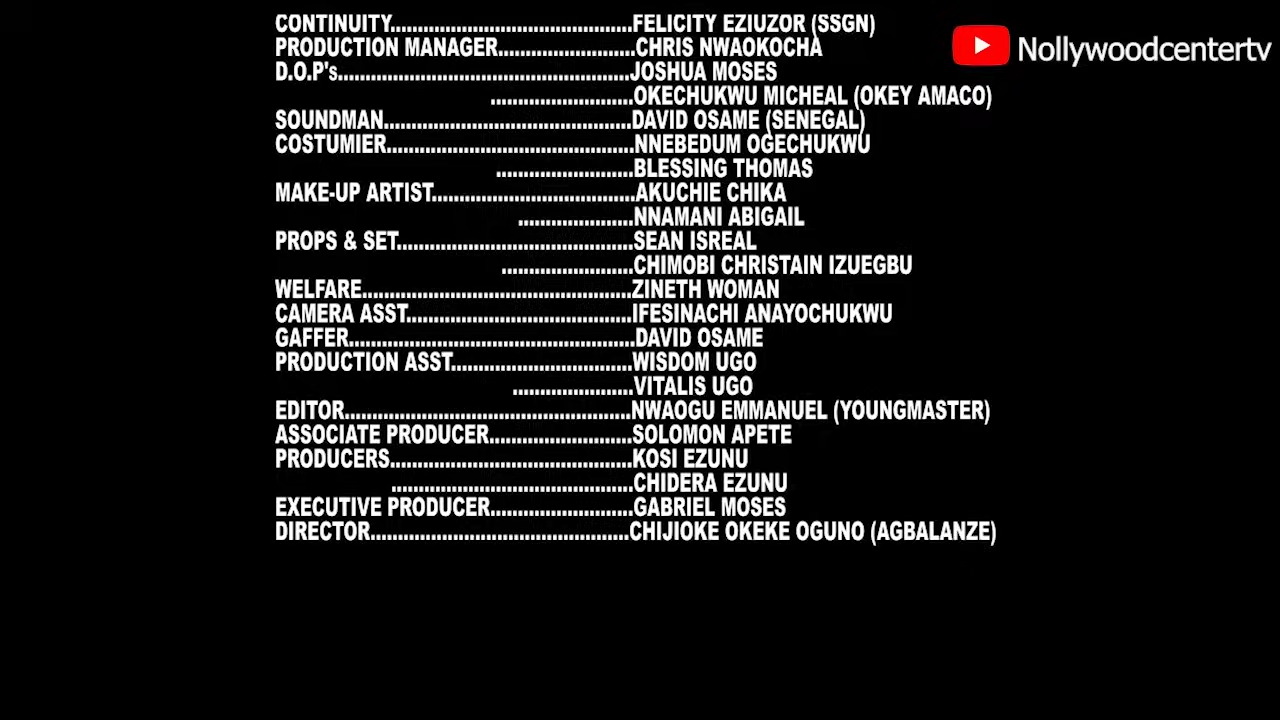 CONTINUITY.............................................FELICITY EZIUZOR (SSGN)
PRODUCTION MANAGER.........................CHRIS NWAOKOCHA
D.O.P's......................................................JOSHUA MOSES
..........................OKECHUKWU MICHEAL (OKEY AMACO)
SOUNDMAN..............................................DAVID OSAME (SENEGAL)
COSTUMIER..............................................NNEBEDUM OGECHUKWU
.........................BLESSING THOMAS
MAKE-UP ARTIST.....................................AKUCHIE CHIKA
.....................NNAMANI ABIGAIL
PROPS & SET...........................................SEAN ISREAL
........................CHIMOBI CHRISTAIN IZUEGBU
WELFARE..................................................ZINETH WOMAN
CAMERA ASST.........................................IFESINACHI ANAYOCHUKWU
GAFFER....................................................DAVID OSAME
PRODUCTION ASST.................................WISDOM UGO
......................VITALIS UGO
EDITOR.....................................................NWAOGU EMMANUEL (YOUNGMASTER)
ASSOCIATE PRODUCER..........................SOLOMON APETE
PRODUCERS.............................................KOSI EZUNU
............................................CHIDERA EZUNU
EXECUTIVE PRODUCER..........................GABRIEL MOSES
DIRECTOR................................................CHIJIOKE OKEKE OGUNO (AGBALANZE)
Nollywoodcentertv